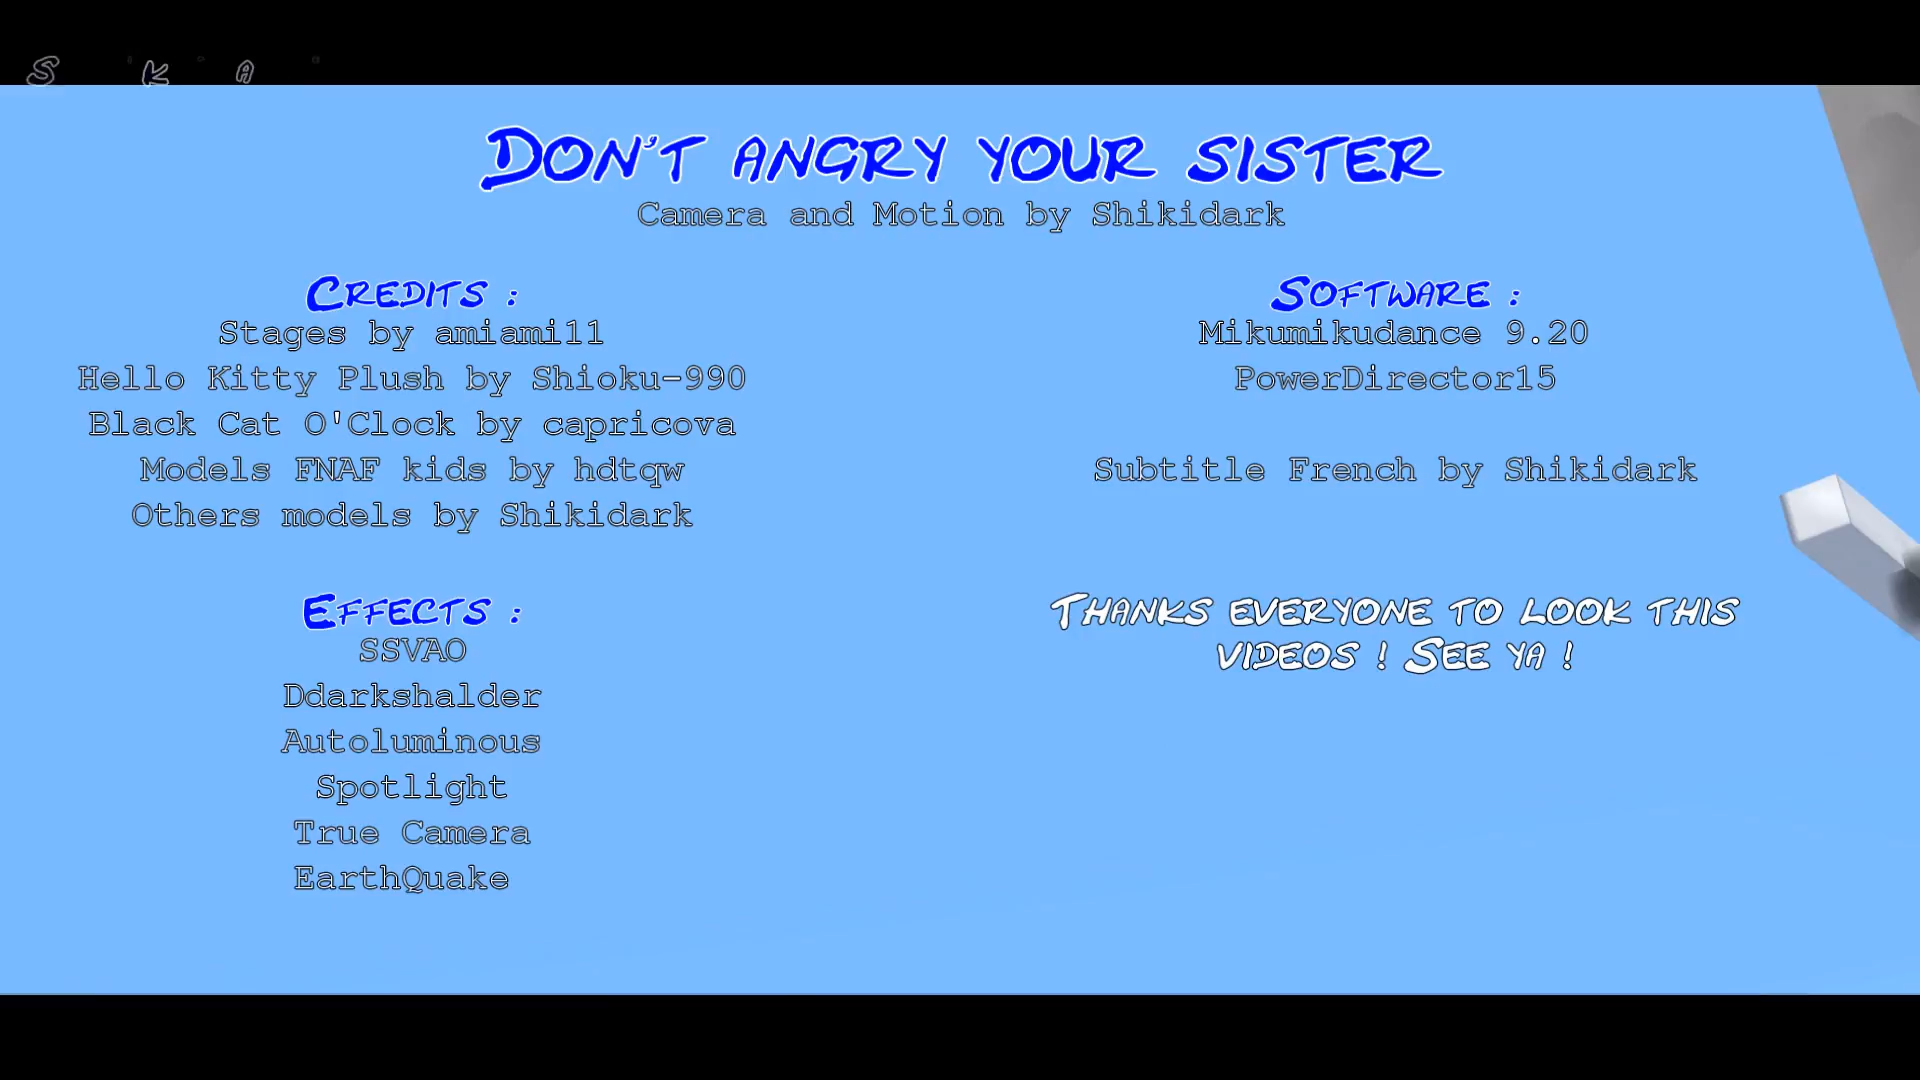 DON'T ANGRY YOUR SISTER
Camera and Motion by Shikidark
CREDITS :
Stages by amiami11
Hello Kitty Plush by Shioku-990
Black Cat O'Clock by capricova
Models FNAF kids by hdtqw
Others models by Shikidark
EFFECTS :
SSVAO
Ddarkshalder
Autoluminous
Spotlight
True Camera
EarthQuake
SOFTWARE :
Mikumikudance 9.20
PowerDirector15
Subtitle French by Shikidark
THANKS EVERYONE TO LOOK THIS
VIDEOS ! SEE YA !